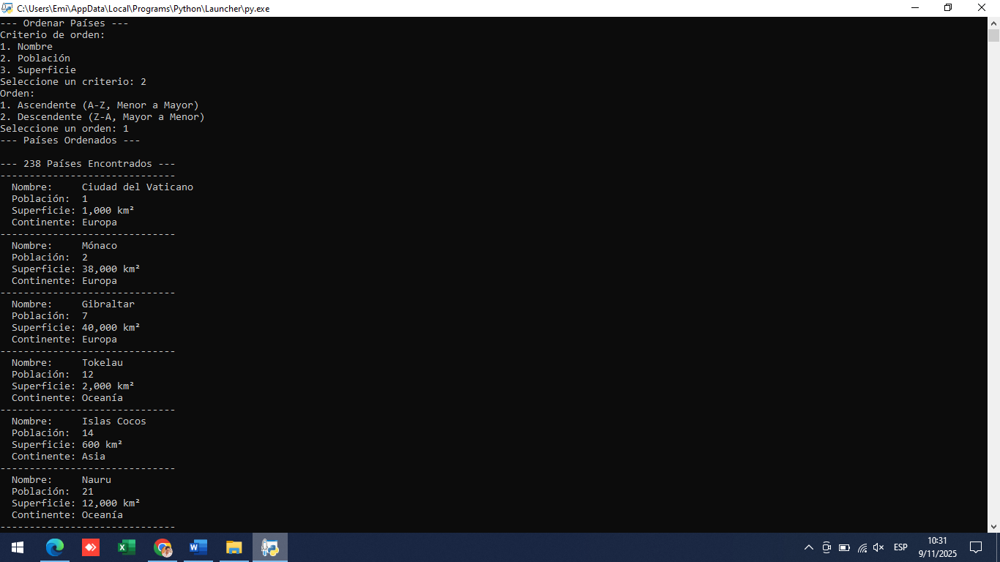 C:\Users\Emi\AppData\Local\Programs\Python\Launcher\py.exe
--- Ordenar Países ---
Criterio de orden:
1. Nombre
2. Población
3. Superficie
Seleccione un criterio: 2
Orden:
1. Ascendente (A-Z, Menor a Mayor)
2. Descendente (Z-A, Mayor a Menor)
Seleccione un orden: 1
--- Países Ordenados ---
--- 238 Países Encontrados ---
------------------------------
Nombre:     Ciudad del Vaticano
Población:  1
Superficie: 1,000 km²
Continente: Europa
------------------------------
Nombre:     Mónaco
Población:  2
Superficie: 38,000 km²
Continente: Europa
------------------------------
Nombre:     Gibraltar
Población:  7
Superficie: 40,000 km²
Continente: Europa
------------------------------
Nombre:     Tokelau
Población:  12
Superficie: 2,000 km²
Continente: Oceanía
------------------------------
Nombre:     Islas Cocos
Población:  14
Superficie: 600 km²
Continente: Asia
------------------------------
Nombre:     Nauru
Población:  21
Superficie: 12,000 km²
Continente: Oceanía
------------------------------
ESP
10:31
9/11/2025